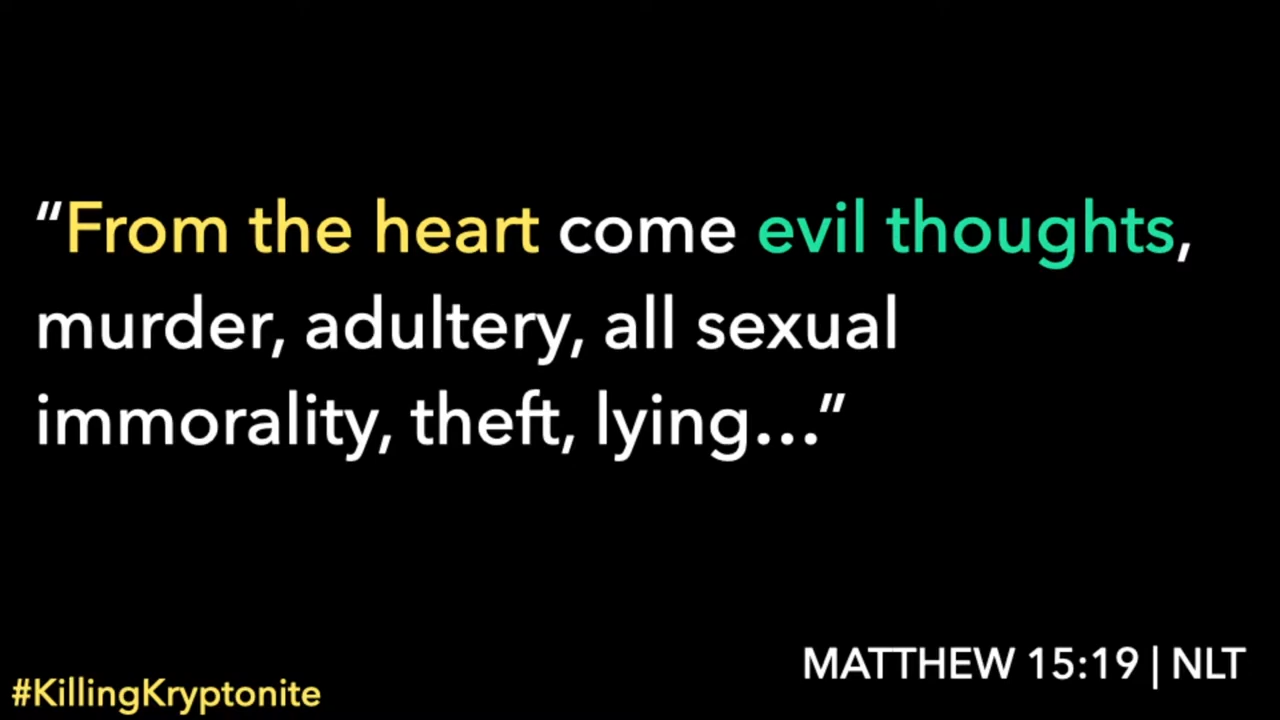 “From the heart come evil thoughts,
murder, adultery, all sexual
immorality, theft, lying…”
MATTHEW 15:19 | NLT
#KillingKryptonite